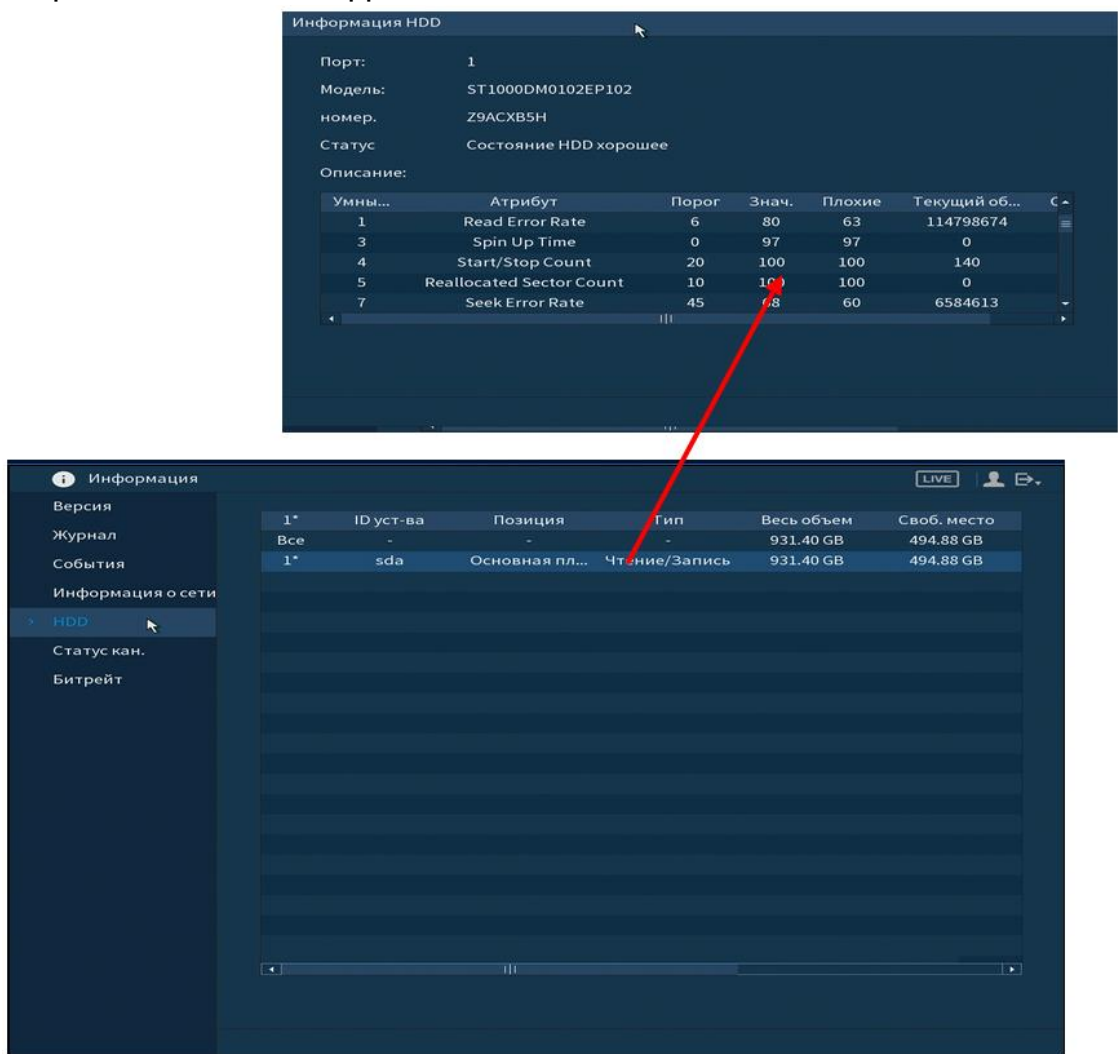 Информация HDD
Порт: 1
Модель: ST1000DM0102EP102
номер. Z9ACXB5H
Статус Состояние HDD хорошее
Описание:
Умны... Атрибут Порог Знач. Плохие Текущий об...
1 Read Error Rate 6 80 63 114798674
3 Spin Up Time 0 97 97 0
4 Start/Stop Count 20 100 100 140
5 Reallocated Sector Count 10 100 100 0
7 Seek Error Rate 45 68 60 6584613
Информация LIVE
Версия
Журнал
События
Информация о сети
HDD
Статус кан.
Битрейт
1* ID уст-ва Позиция Тип Весь объем Своб. место
Все - - - 931.40 GB 494.88 GB
1* sda Основная пл... Чтение/Запись 931.40 GB 494.88 GB